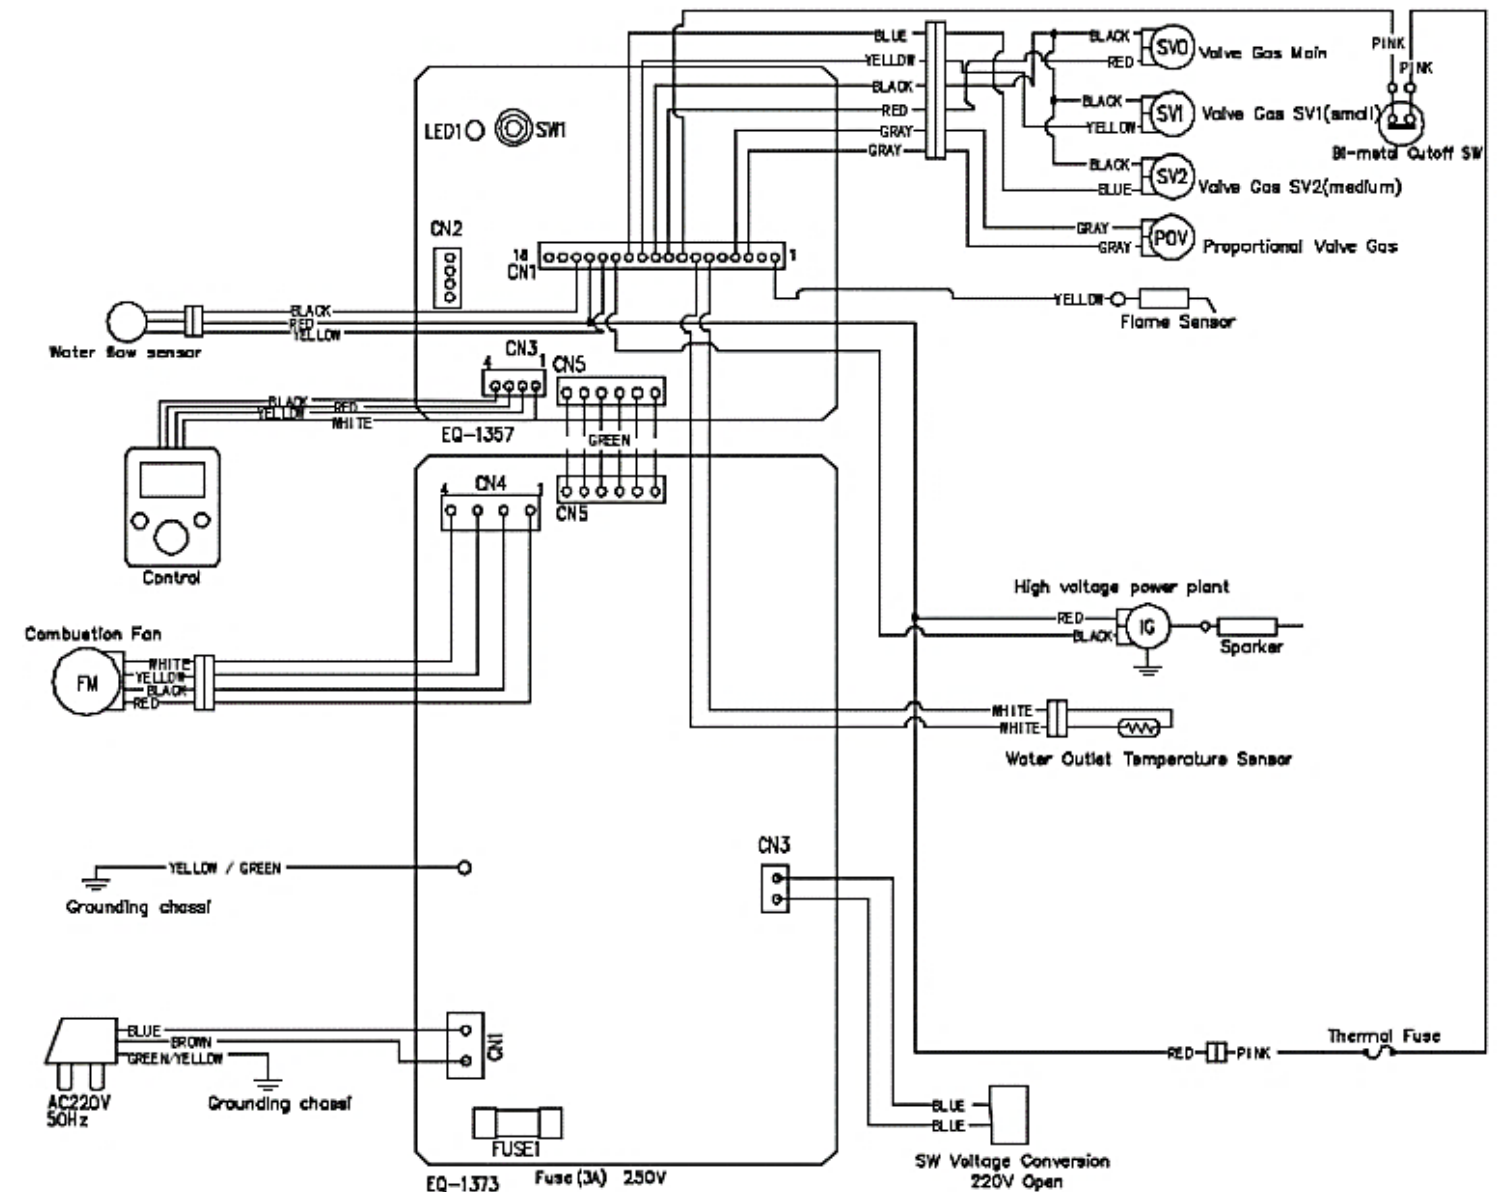 BLUE
YELLOW
BLACK
RED
GRAY
GRAY
BLACK
RED
SV0
Valve Gas Main
BLACK
YELLOW
SV1
Valve Gas SV1(small)
BLACK
BLUE
SV2
Valve Gas SV2(medium)
GRAY
GRAY
POV
Proportional Valve Gas
PINK
PINK
Bi-metal Cutoff SW
LED1
SW1
CN2
18
CN1
1
YELLOW
Flame Sensor
BLACK
RED
YELLOW
Water flow sensor
4
CN3
1
CN5
BLACK
RED
YELLOW
WHITE
EQ-1357
GREEN
Control
4
CN4
1
CN5
Combustion Fan
FM
WHITE
YELLOW
BLACK
RED
High voltage power plant
RED
BLACK
IG
Sparker
WHITE
WHITE
Water Outlet Temperature Sensor
CN3
YELLOW / GREEN
Grounding chassi
BLUE
BROWN
GREEN/YELLOW
AC220V
50Hz
Grounding chassi
CN1
FUSE1
EQ-1373
Fuse(3A) 250V
RED
PINK
Thermal Fuse
BLUE
BLUE
SW Voltage Conversion
220V Open